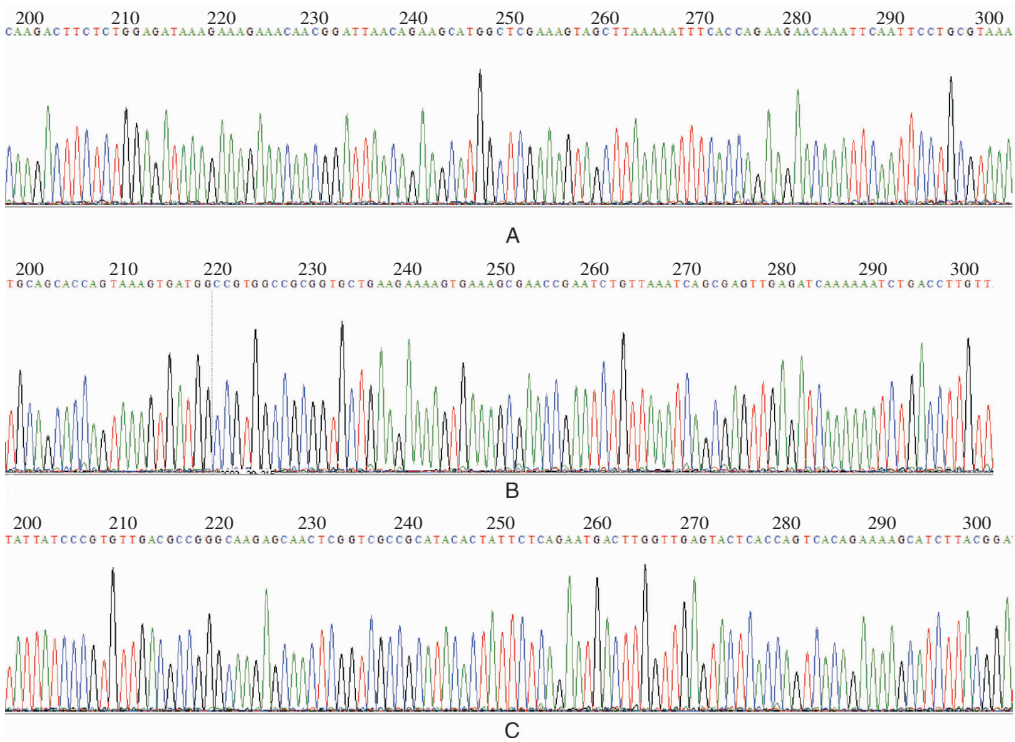 200 210 220 230 240 250 260 270 280 290 300
CAAGACTTCTCTGGAGATAAAGAAAGAAACAACGGATTAACAGAAGCATGGCTCGAAAGTAGCTTAAAAATTTCACCAGAAGAACAAATTCAATTCCTGCGTAAA
A
200 210 220 230 240 250 260 270 280 290 300
TGCAGCACCAGTAAAGTGATGGCCGTGGCCGCGGTGCTGAAGAAAAGTGAAAGCGAACCGAATCTGTTAAATCAGCGAGTTGAGATCAAAAAATCTGACCTTGTT
B
200 210 220 230 240 250 260 270 280 290 300
TATTATCCCGTGTTGACGCCGGGCAAGAGCAACTCGGTCGCCGCATACACTATTCTCAGAATGACTTGGTTGAGTACTCACCAGTCACAGAAAAGCATCTTACGGAT
C